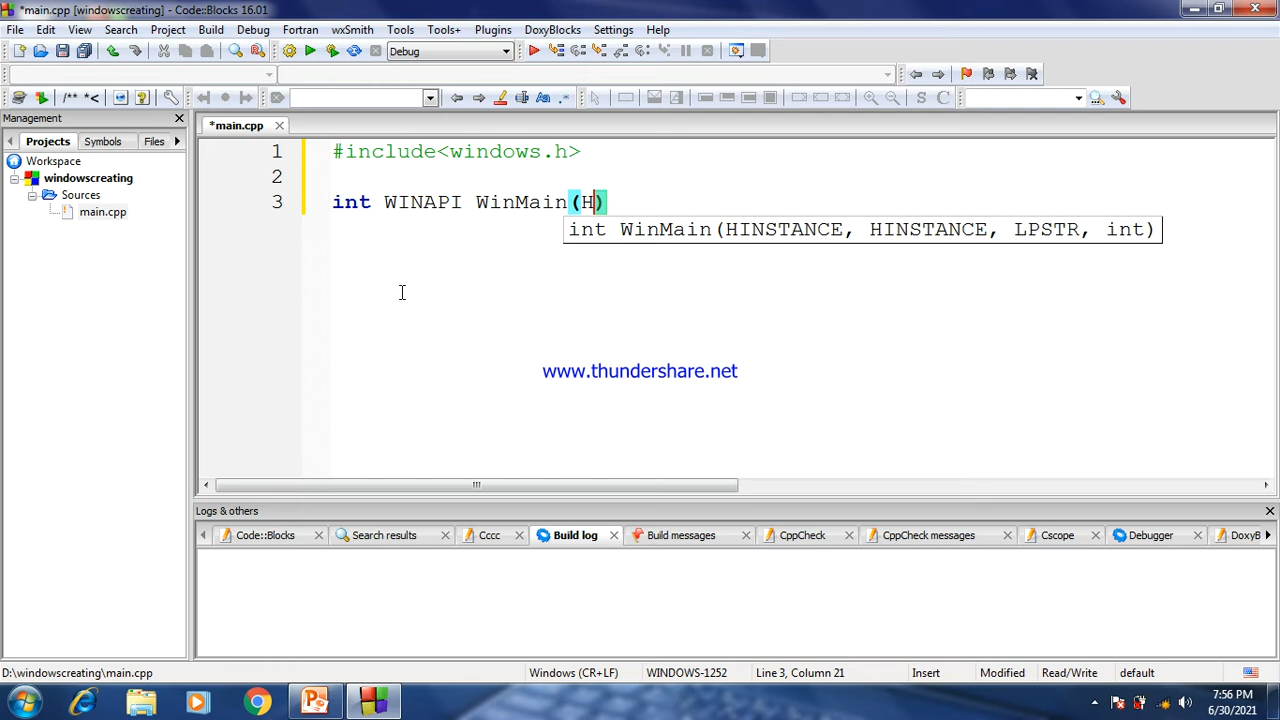 *main.cpp [windowscreating] - Code::Blocks 16.01
File Edit View Search Project Build Debug Fortran wxSmith Tools Tools+ Plugins DoxyBlocks Settings Help
Debug
/** *<
S C
Management
*main.cpp
Projects Symbols Files
Workspace
windowscreating
Sources
main.cpp
1 #include<windows.h>
2
3 int WINAPI WinMain(H)
int WinMain(HINSTANCE, HINSTANCE, LPSTR, int)
www.thundershare.net
Logs & others
Code::Blocks Search results Cccc Build log Build messages CppCheck CppCheck messages Cscope Debugger DoxyB
D:\windowscreating\main.cpp Windows (CR+LF) WINDOWS-1252 Line 3, Column 21 Insert Modified Read/Write default
7:56 PM
6/30/2021